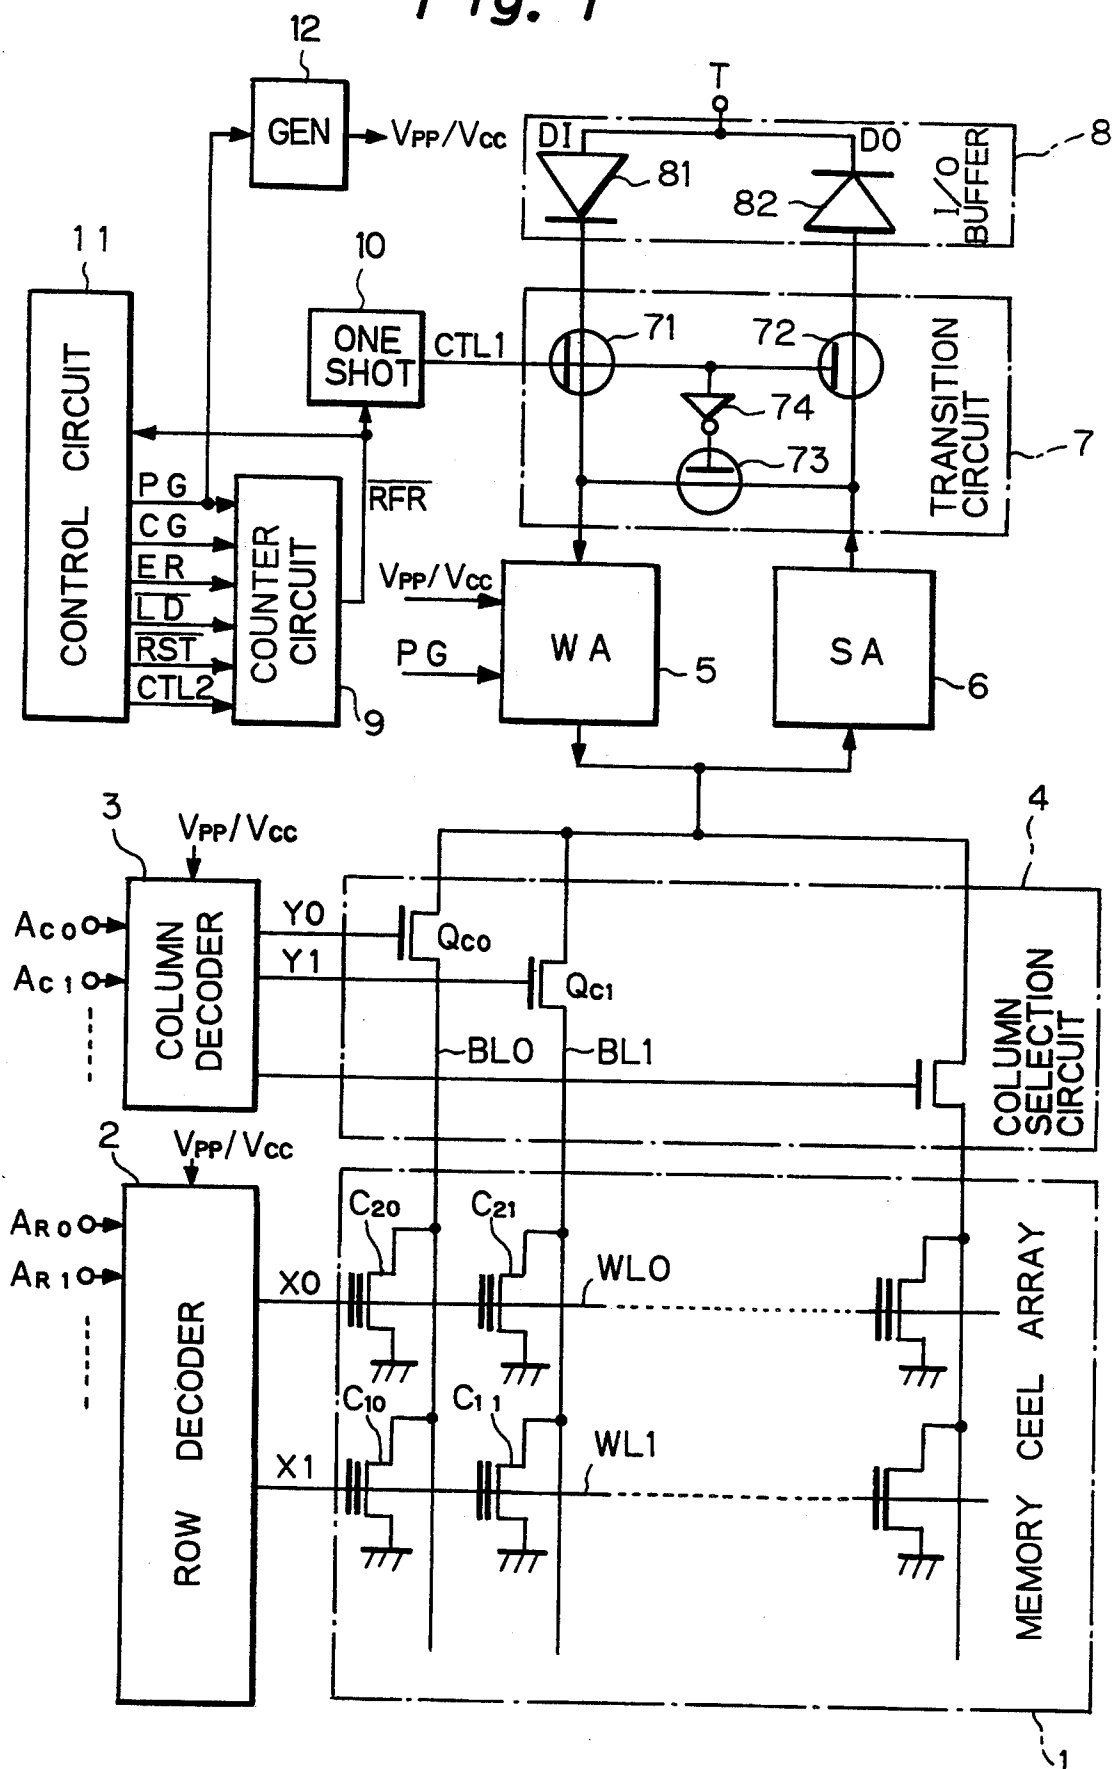 Fig. 1
12
GEN
VPP/VCC
T
DI
DO
81
82
I/O
BUFFER
8
11
CONTROL CIRCUIT
10
ONE
SHOT
CTL1
71
72
74
73
TRANSITION
CIRCUIT
7
PG
CG
ER
LD
RST
CTL2
COUNTER
CIRCUIT
9
RFR
VPP/VCC
PG
WA
5
SA
6
3
VPP/VCC
AC0
AC1
COLUMN
DECODER
Y0
Y1
QC0
QC1
BL0
BL1
4
COLUMN
SELECTION
CIRCUIT
2
VPP/VCC
AR0
AR1
ROW DECODER
X0
X1
C20
C21
WL0
C10
C11
WL1
MEMORY CEEL ARRAY
1